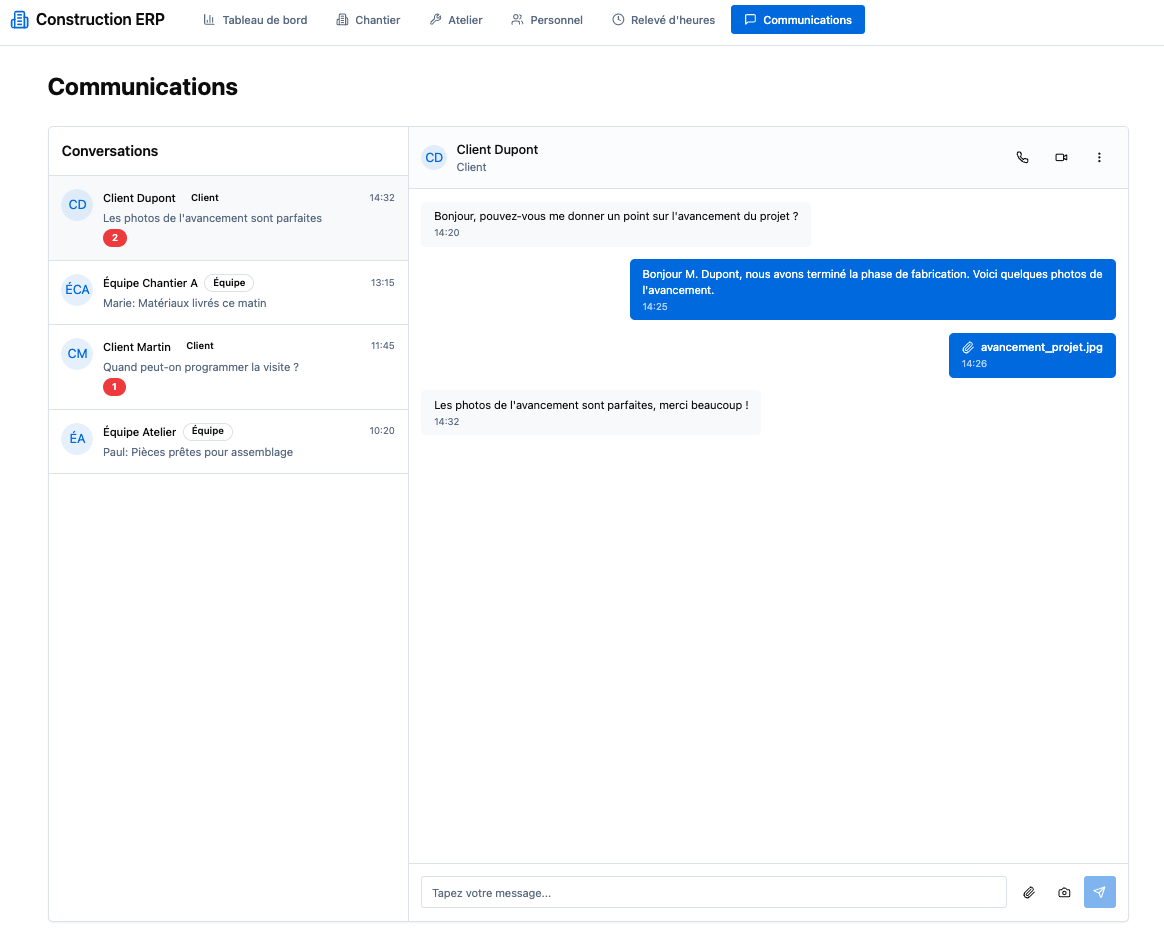 Construction ERP
Tableau de bord
Chantier
Atelier
Personnel
Relevé d'heures
Communications
Communications
Conversations
CD
Client Dupont
Client
14:32
Les photos de l'avancement sont parfaites
2
ÉCA
Équipe Chantier A
Équipe
13:15
Marie: Matériaux livrés ce matin
CM
Client Martin
Client
11:45
Quand peut-on programmer la visite ?
1
ÉA
Équipe Atelier
Équipe
10:20
Paul: Pièces prêtes pour assemblage
CD
Client Dupont
Client
Bonjour, pouvez-vous me donner un point sur l'avancement du projet ?
14:20
Bonjour M. Dupont, nous avons terminé la phase de fabrication. Voici quelques photos de
l'avancement.
14:25
avancement_projet.jpg
14:26
Les photos de l'avancement sont parfaites, merci beaucoup !
14:32
Tapez votre message...